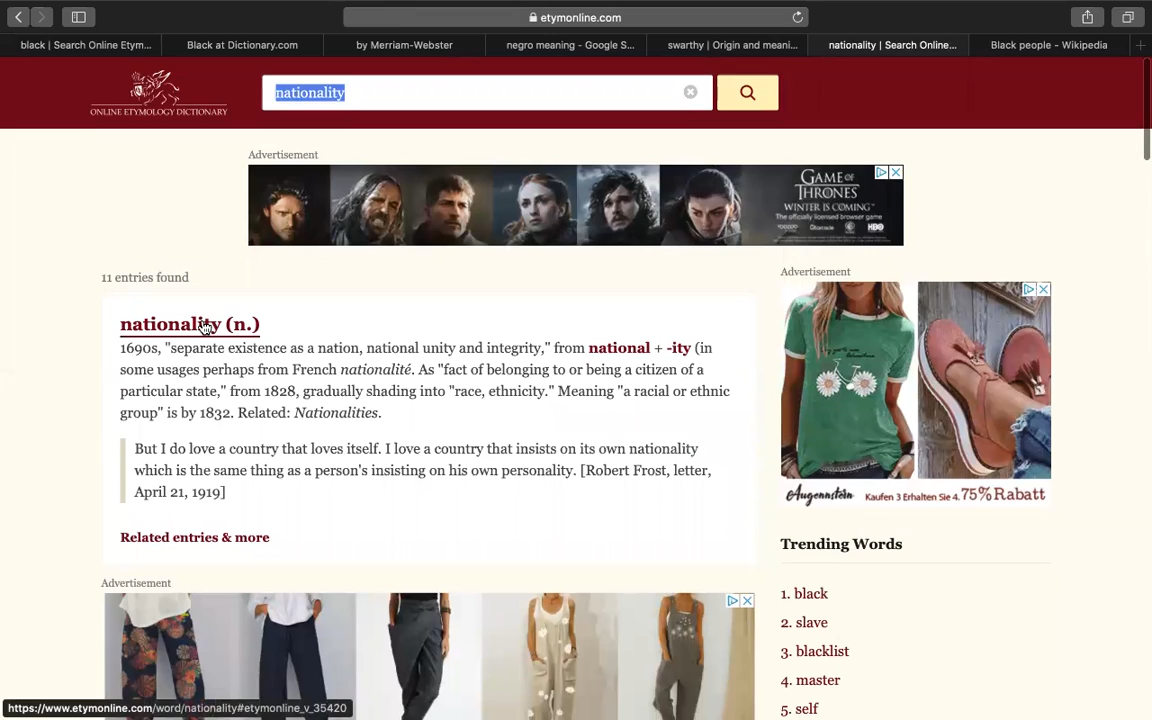 etymonline.com
black | Search Online Etym...
Black at Dictionary.com
by Merriam-Webster
negro meaning - Google S...
swarthy | Origin and meani...
nationality | Search Online...
Black people - Wikipedia
ONLINE ETYMOLOGY DICTIONARY
nationality
Advertisement
GAME OF
THRONES
WINTER IS COMING™
The officially licensed browser game
HBO
11 entries found
Advertisement
nationality (n.)
1690s, "separate existence as a nation, national unity and integrity," from national + -ity (in
some usages perhaps from French nationalité. As "fact of belonging to or being a citizen of a
particular state," from 1828, gradually shading into "race, ethnicity." Meaning "a racial or ethnic
group" is by 1832. Related: Nationalities.
But I do love a country that loves itself. I love a country that insists on its own nationality
which is the same thing as a person's insisting on his own personality. [Robert Frost, letter,
April 21, 1919]
Related entries & more
Augennstern Kaufen 3 Erhalten Sie 4. 75% Rabatt
Trending Words
1. black
2. slave
3. blacklist
4. master
5. self
Advertisement
https://www.etymonline.com/word/nationality#etymonline_v_35420